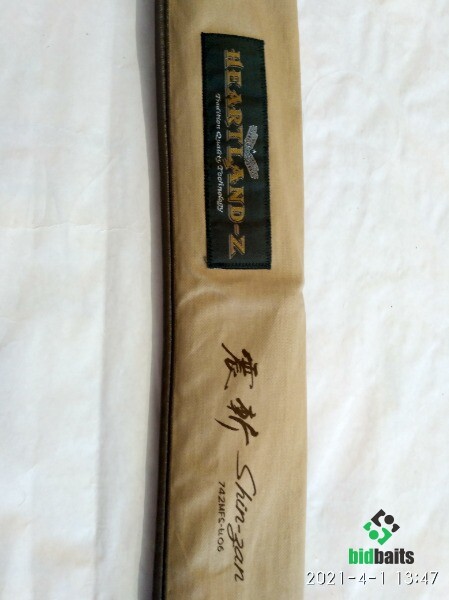 HEARTLAND-Z
Tradition Quality Technology
震斬 Shin-zan
742MFS-W06
bidbaits
2021-4-1 13:47